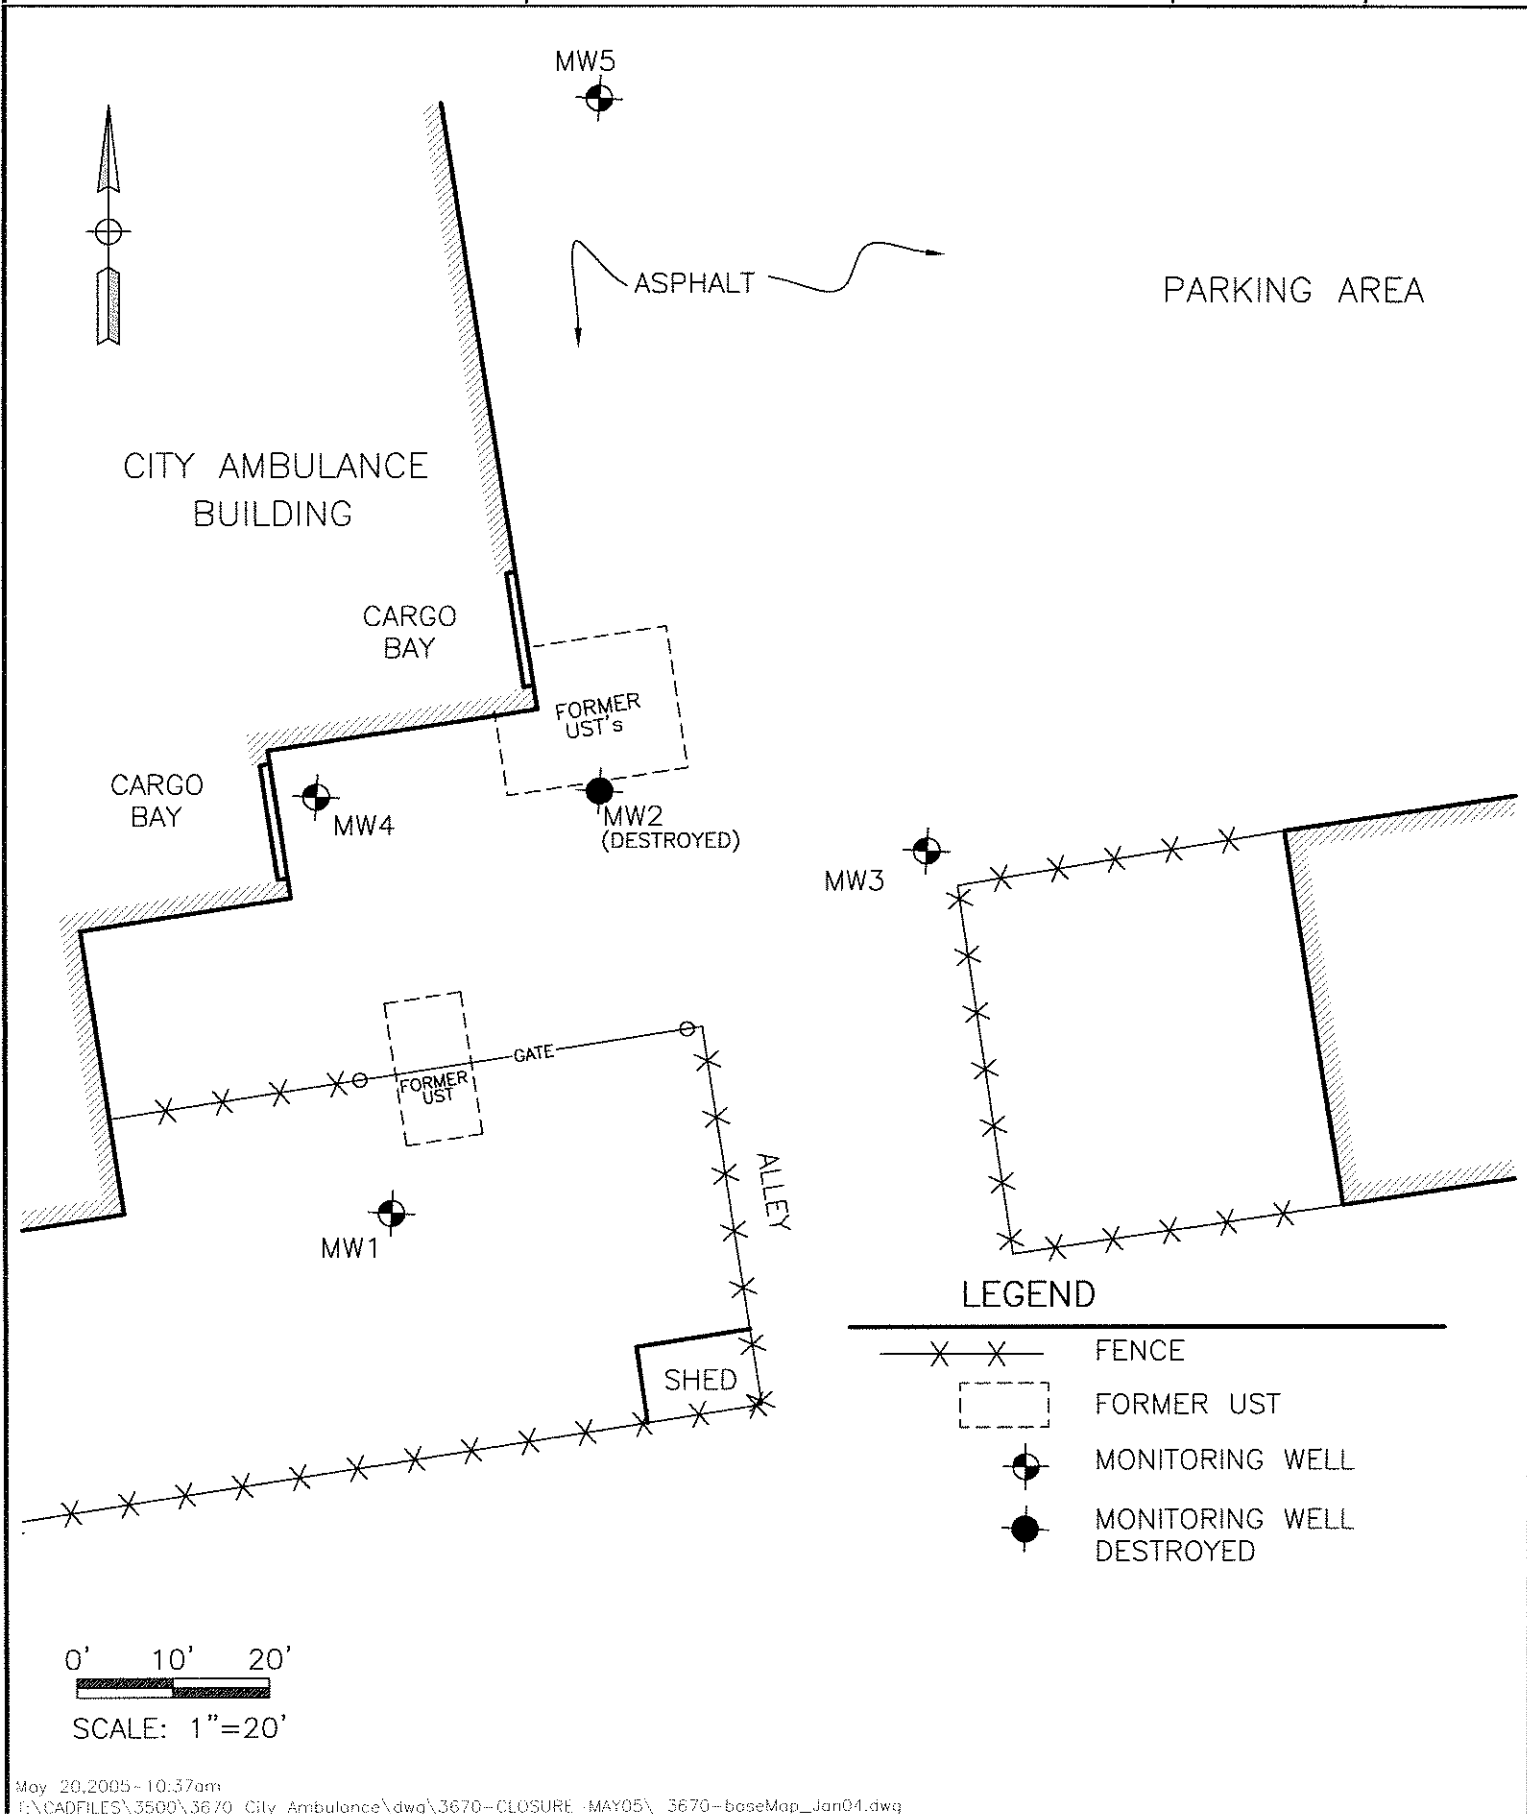 MW5
ASPHALT
PARKING AREA
CITY AMBULANCE
BUILDING
CARGO
BAY
FORMER
UST's
CARGO
BAY
MW4
MW2
(DESTROYED)
MW3
GATE
FORMER
UST
ALLEY
MW1
SHED
LEGEND
FENCE
FORMER UST
MONITORING WELL
MONITORING WELL
DESTROYED
0' 10' 20'
SCALE: 1"=20'
May 20,2005-10:37am
\CADFILES\3500\3670 City Ambulance\dwg\3670-CLOSURE-MAY05\ 3670-baseMap_Jan04.dwg